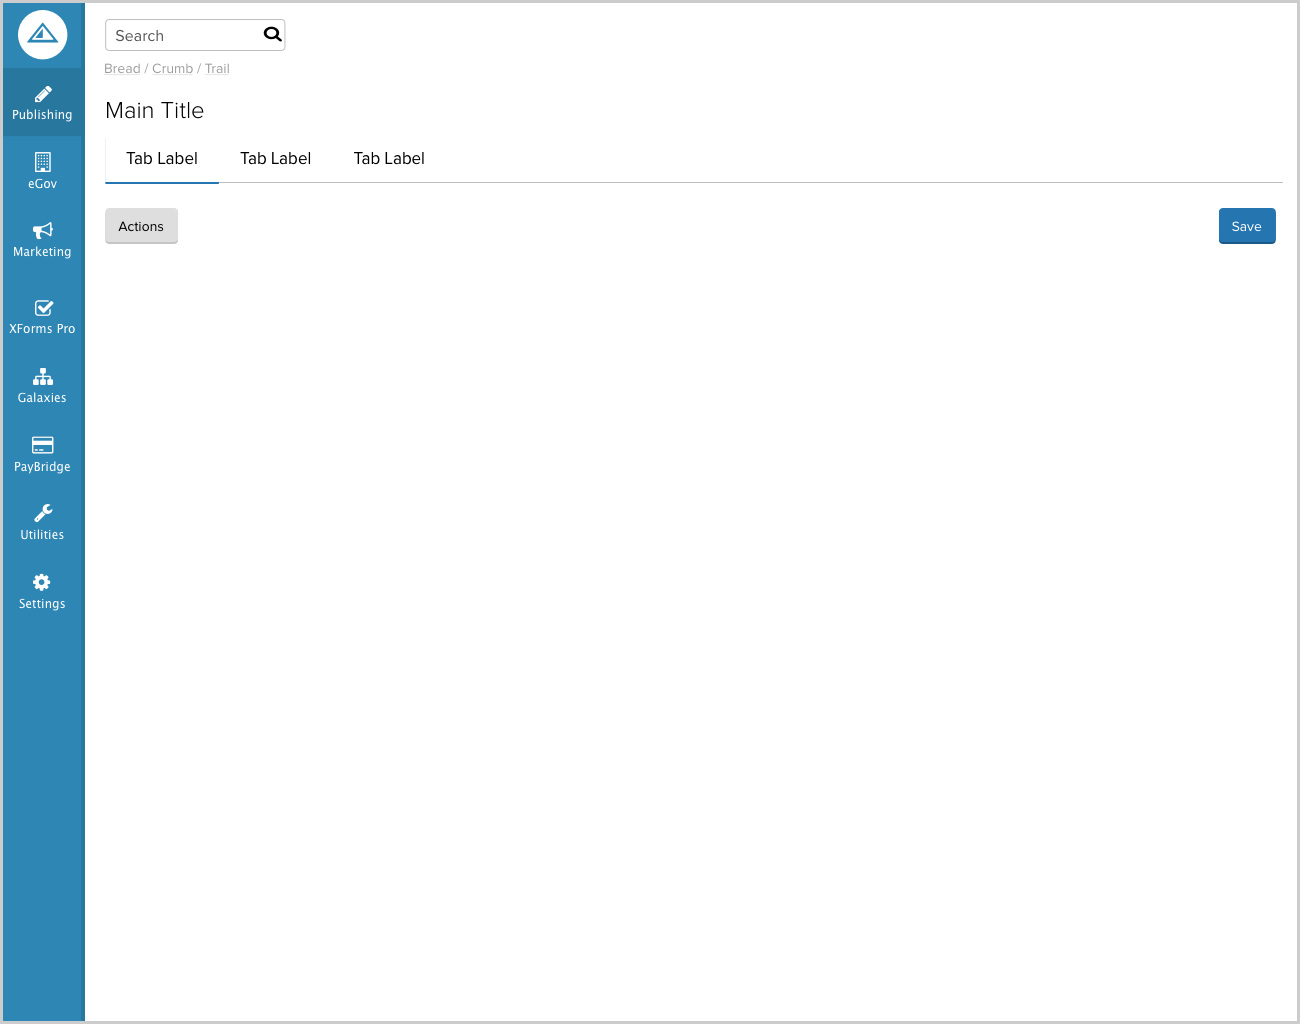 Search
Bread / Crumb / Trail
Main Title
Tab Label Tab Label Tab Label
Actions Save
Publishing
eGov
Marketing
XForms Pro
Galaxies
PayBridge
Utilities
Settings